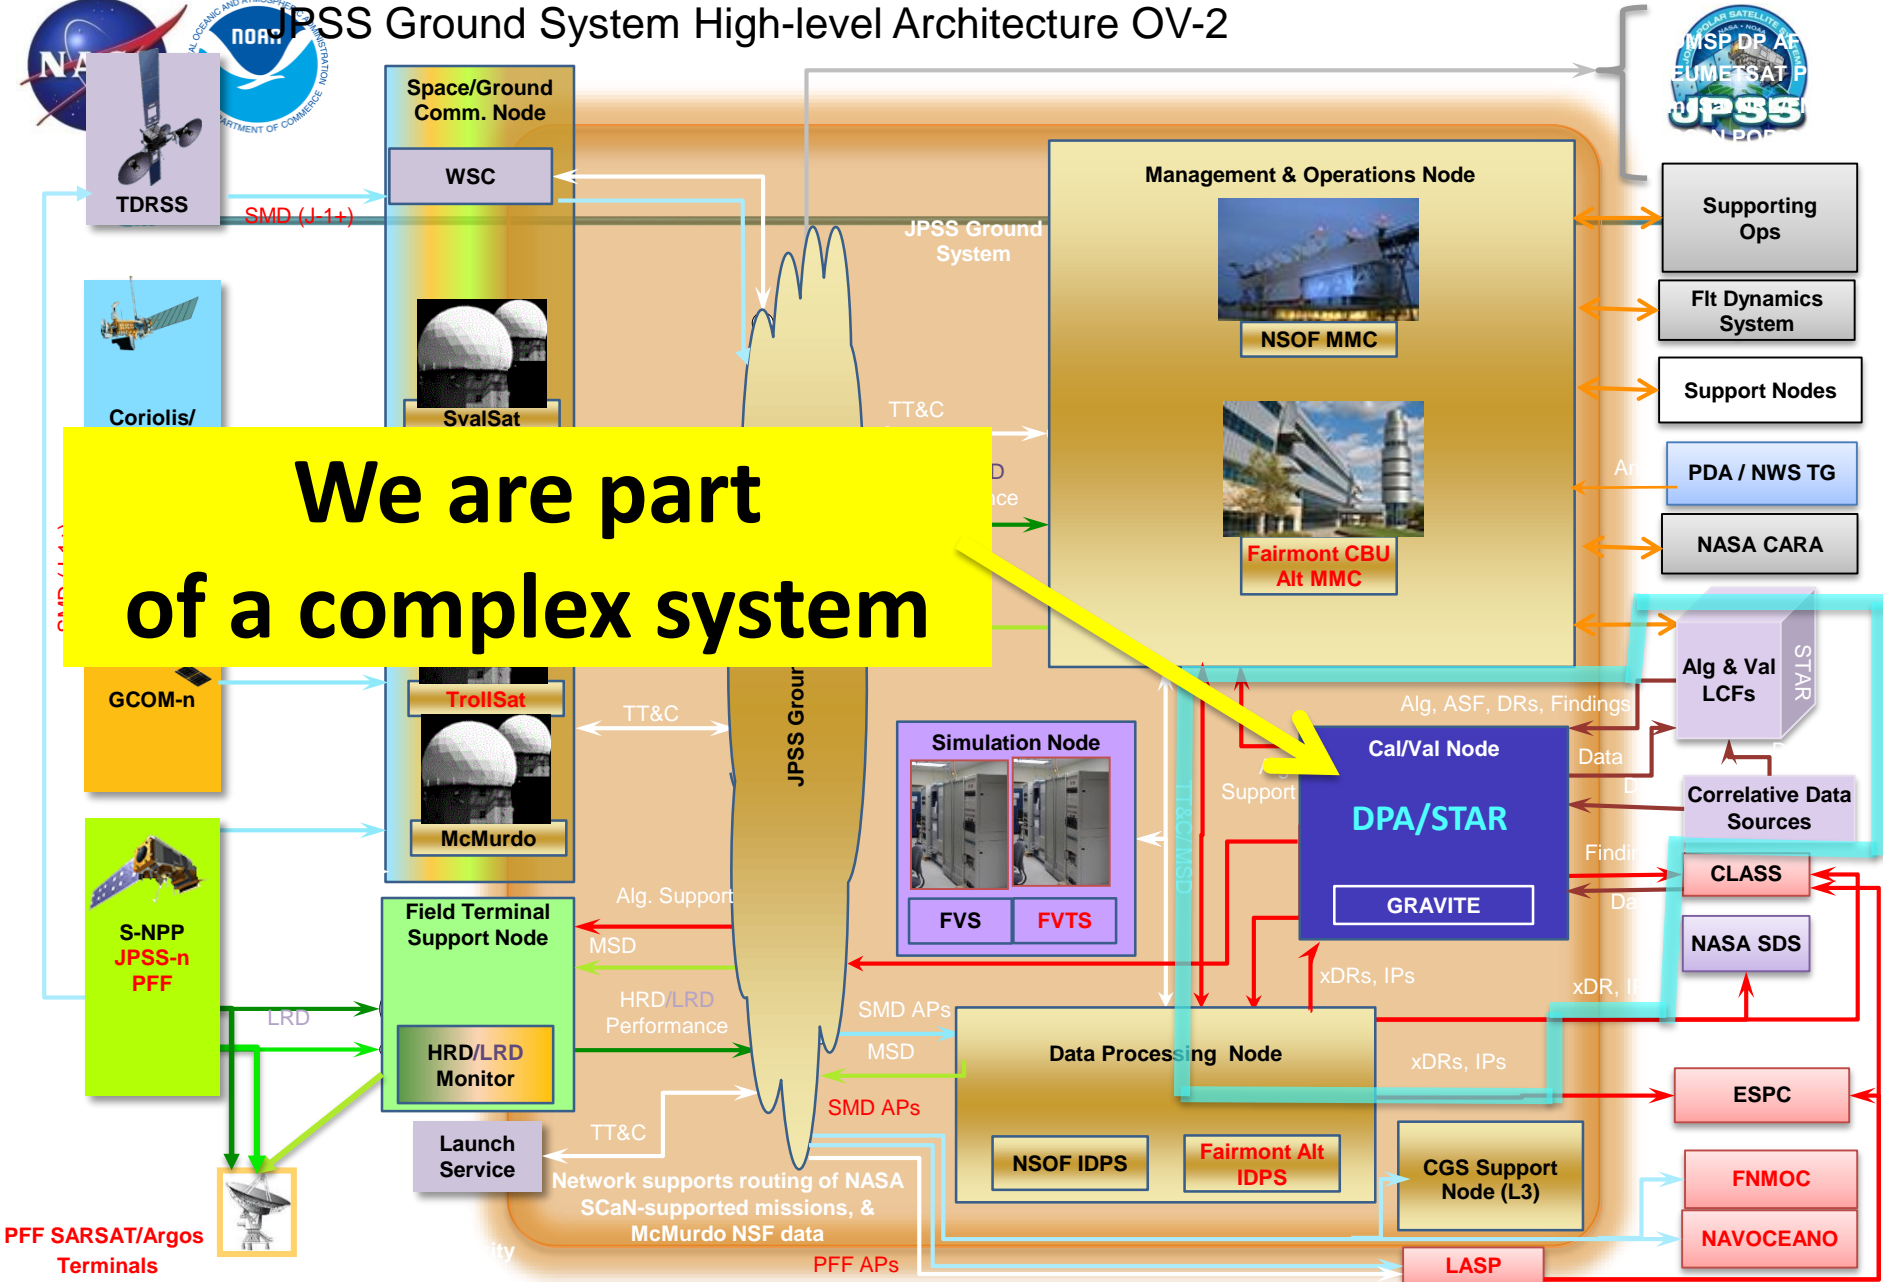 JPSS Ground System High-level Architecture OV-2
NOAA
JPSS
TDRSS
SMD (J-1+)
Coriolis/
GCOM-n
S-NPP
JPSS-n
PFF
LRD
PFF SARSAT/Argos
Terminals
Space/Ground
Comm. Node
WSC
SvalSat
TrollSat
McMurdo
We are part
of a complex system
Field Terminal
Support Node
HRD/LRD
Monitor
Launch
Service
JPSS Ground
System
TT&C
TT&C
Alg. Support
MSD
HRD/LRD
Performance
TT&C
SMD APs
MSD
SMD APs
Network supports routing of NASA
SCaN-supported missions, &
McMurdo NSF data
PFF APs
Management & Operations Node
NSOF MMC
Fairmont CBU
Alt MMC
Simulation Node
FVS
FVTS
TT&C/MSD
Support
Alg, ASF, DRs, Findings
Cal/Val Node
DPA/STAR
GRAVITE
Data
xDRs, IPs
xDRs, IPs
Data Processing Node
NSOF IDPS
Fairmont Alt
IDPS
CGS Support
Node (L3)
Supporting
Ops
Flt Dynamics
System
Support Nodes
PDA / NWS TG
NASA CARA
Alg & Val
LCFs
STAR
Correlative Data
Sources
CLASS
NASA SDS
ESPC
FNMOC
NAVOCEANO
LASP